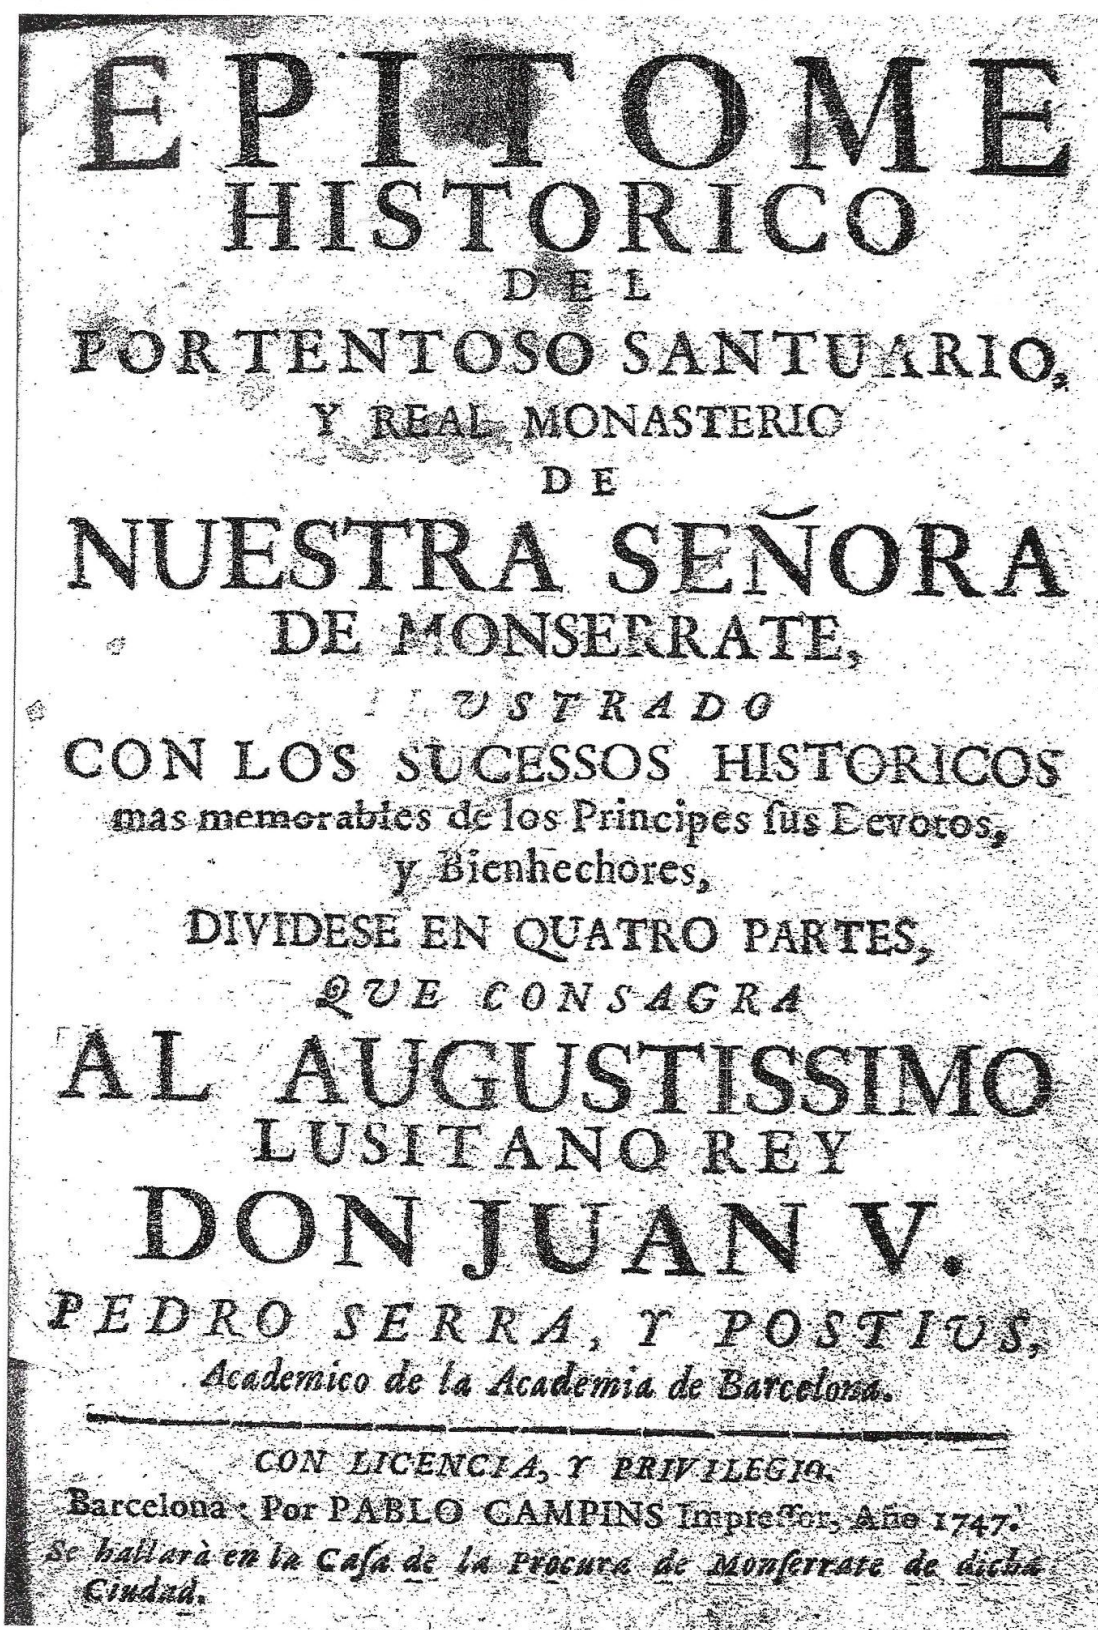 EPITOME
HISTORICO
DEL
PORTENTOSO SANTUARIO,
Y REAL MONASTERIO
DE
NUESTRA SEÑORA
DE MONSERRATE,
ILUSTRADO
CON LOS SUCESSOS HISTORICOS
mas memorables de los Principes ſus Devotos,
y Bienhechores,
DIVIDESE EN QUATRO PARTES,
QUE CONSAGRA
AL AUGUSTISSIMO
LUSITANO REY
DON JUAN V.
PEDRO SERRA, Y POSTIUS,
Academico de la Academia de Barcelona.
CON LICENCIA, Y PRIVILEGIO.
Barcelona: Por PABLO CAMPINS Impreſſor, Año 1747.
Se hallarà en la Caſa de la Procura de Monſerrate de dicha
Ciudad.